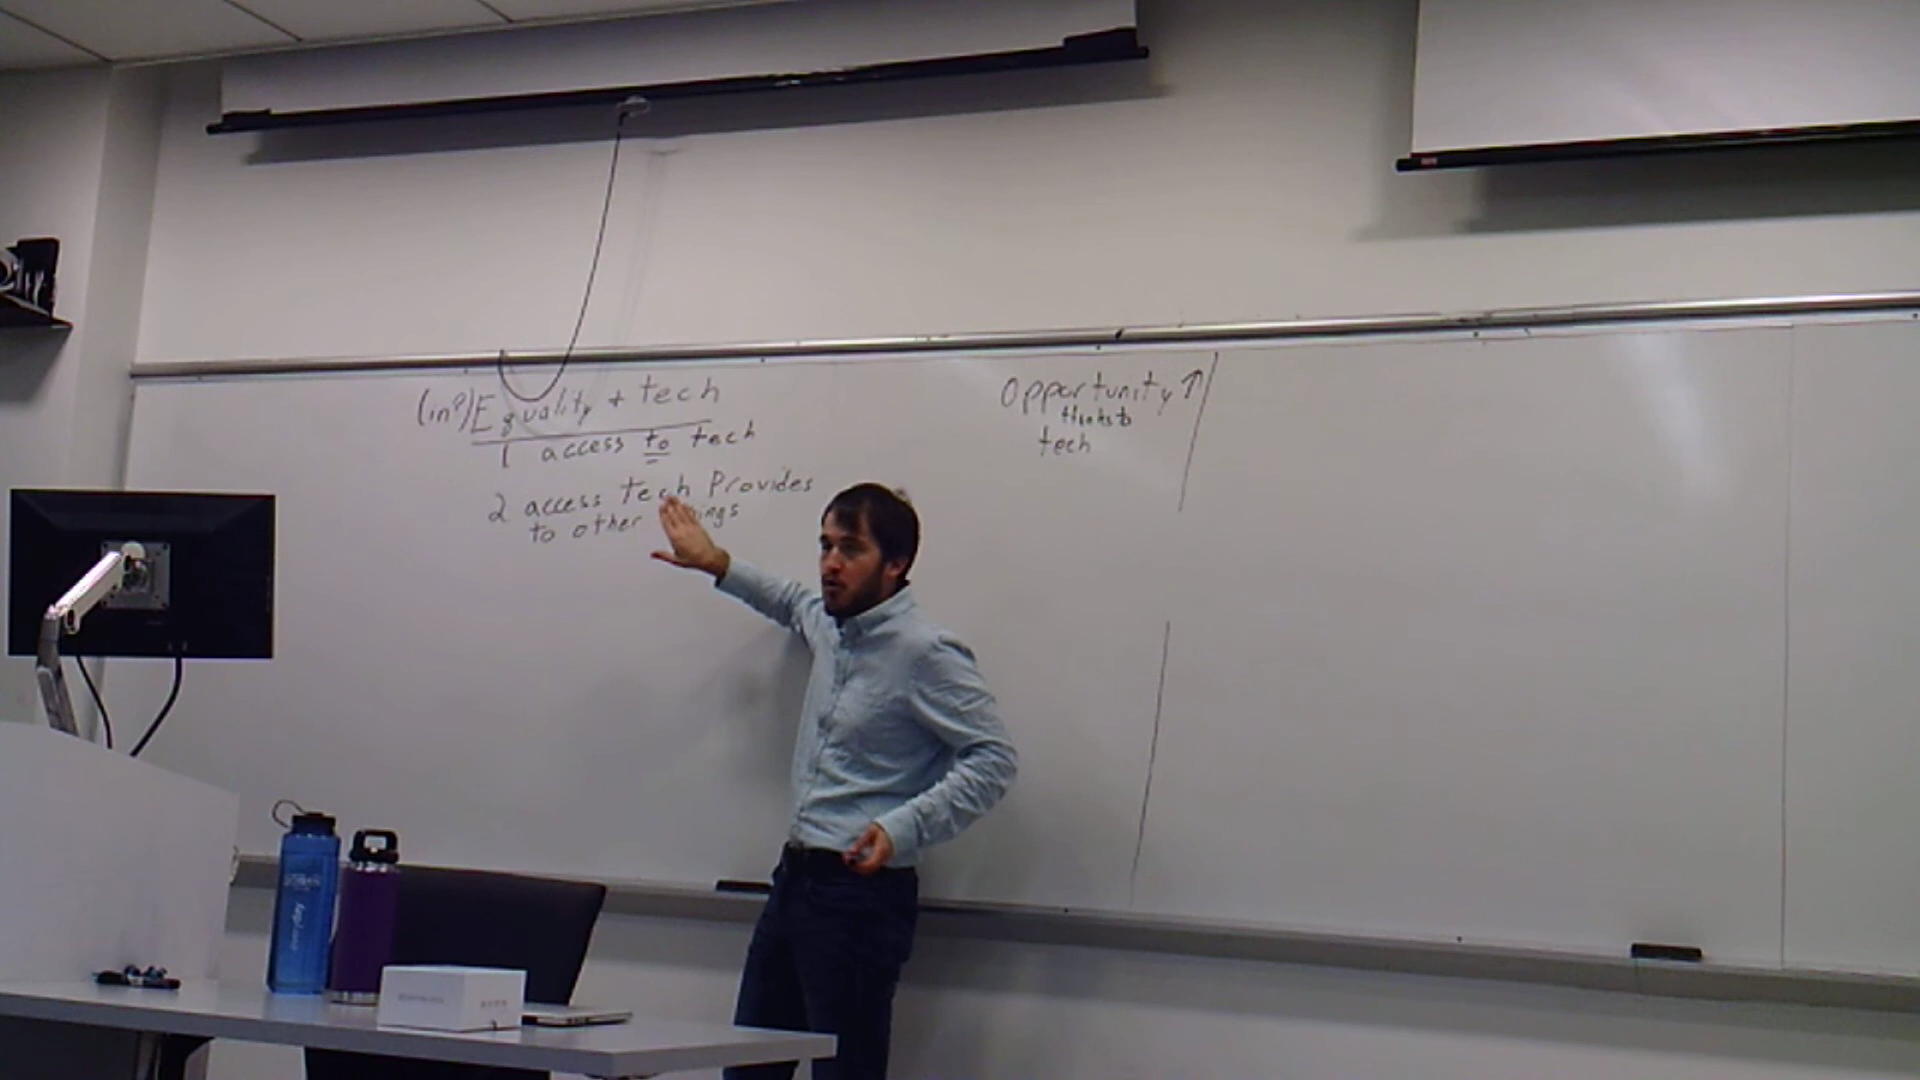 (in?)Equality + tech
1 access to tech
2 access tech Provides
to other
Opportunity ↑
thanks to
tech